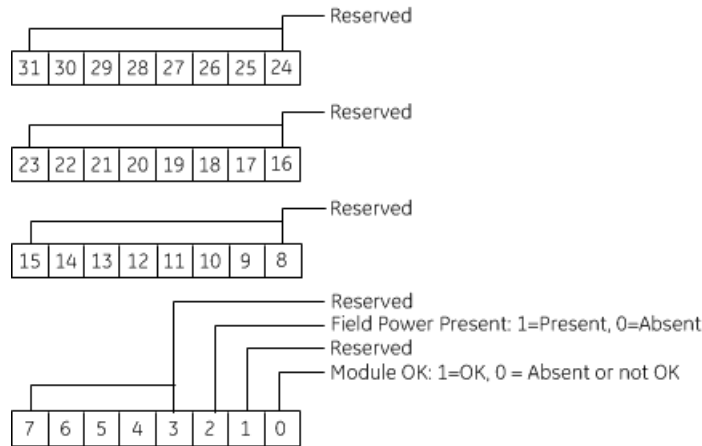 Reserved
31 30 29 28 27 26 25 24
Reserved
23 22 21 20 19 18 17 16
Reserved
15 14 13 12 11 10 9 8
Reserved
Field Power Present: 1=Present, 0=Absent
Reserved
Module OK: 1=OK, 0 = Absent or not OK
7 6 5 4 3 2 1 0